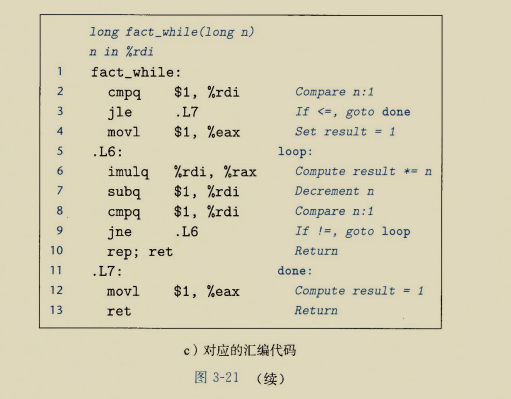 long fact_while(long n)
n in %rdi
1 fact_while:
2 cmpq $1, %rdi Compare n:1
3 jle .L7 If <=, goto done
4 movl $1, %eax Set result = 1
5 .L6: loop:
6 imulq %rdi, %rax Compute result *= n
7 subq $1, %rdi Decrement n
8 cmpq $1, %rdi Compare n:1
9 jne .L6 If !=, goto loop
10 rep; ret Return
11 .L7: done:
12 movl $1, %eax Compute result = 1
13 ret Return
c）对应的汇编代码
图 3-21 （续）